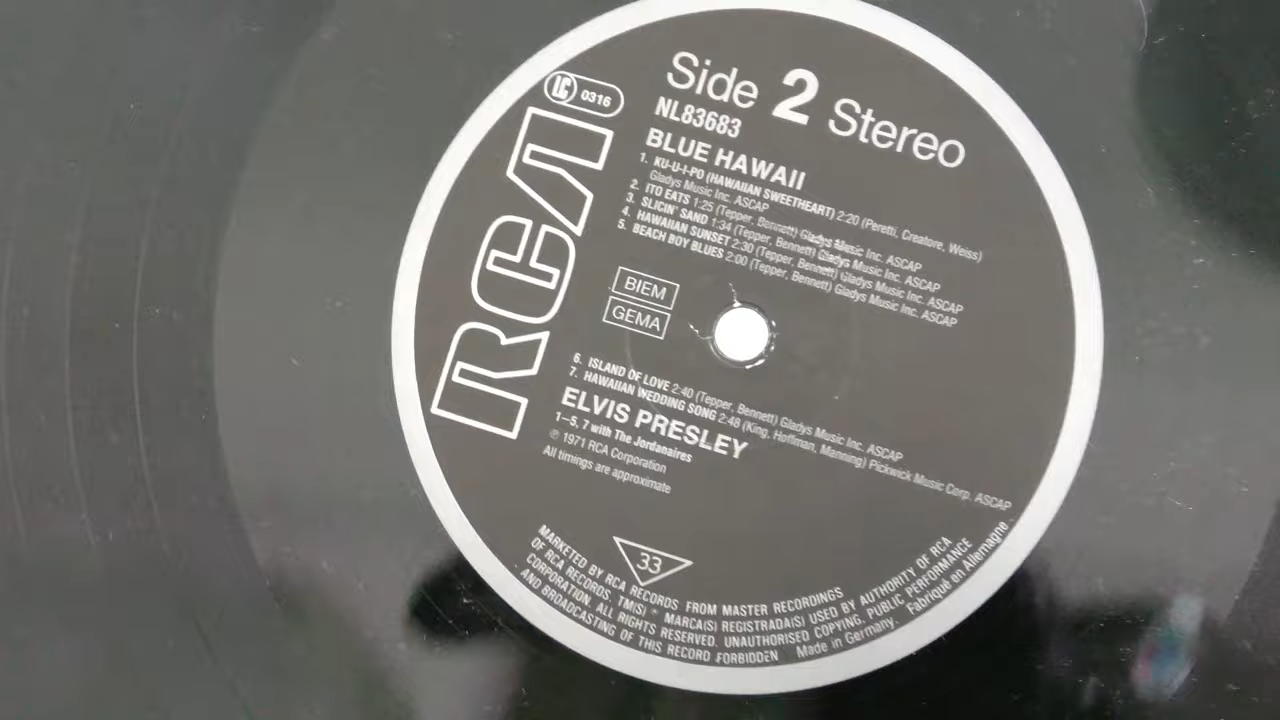 Side 2 Stereo
LC 0316
NL83683
RCA
BLUE HAWAII
1. KU-U-I-PO (HAWAIIAN SWEETHEART) 2:20 (Peretti, Creatore, Weiss)
Gladys Music Inc. ASCAP
2. ITO EATS 1:25 (Tepper, Bennett) Gladys Music Inc. ASCAP
3. SLICIN' SAND 1:34 (Tepper, Bennett) Gladys Music Inc. ASCAP
4. HAWAIIAN SUNSET 2:30 (Tepper, Bennett) Gladys Music Inc. ASCAP
5. BEACH BOY BLUES 2:00 (Tepper, Bennett) Gladys Music Inc. ASCAP
BIEM
GEMA
6. ISLAND OF LOVE 2:40 (Tepper, Bennett) Gladys Music Inc. ASCAP
7. HAWAIIAN WEDDING SONG 2:48 (King, Hoffman, Manning) Pickwick Music Corp. ASCAP
ELVIS PRESLEY
1–5, 7 with The Jordanaires
℗ 1971 RCA Corporation
All timings are approximate
33
MARKETED BY RCA RECORDS, FROM MASTER RECORDINGS
OF RCA RECORDS. TM(S) ® MARCA(S) REGISTRADA(S) USED BY AUTHORITY OF RCA
CORPORATION. ALL RIGHTS RESERVED. UNAUTHORISED COPYING, PUBLIC PERFORMANCE
AND BROADCASTING OF THIS RECORD FORBIDDEN Made in Germany. Fabriqué en Allemagne